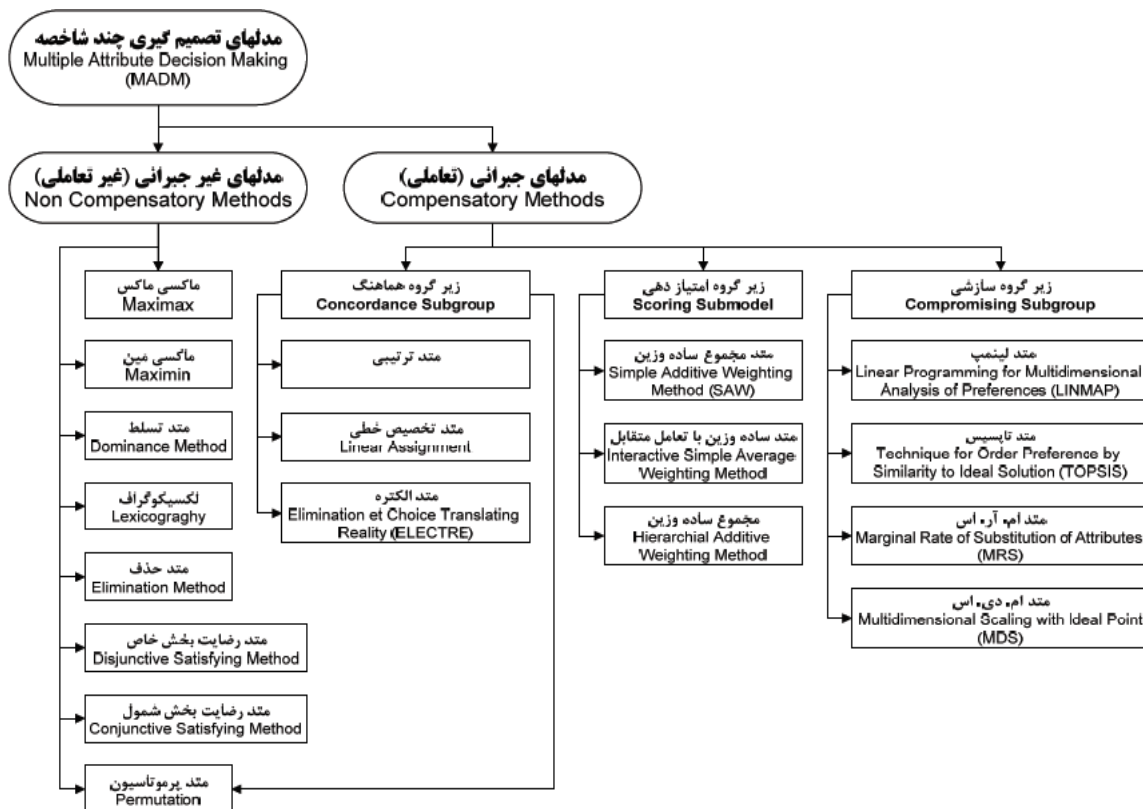 مدلهای تصمیم گیری چند شاخصه
Multiple Attribute Decision Making
(MADM)
مدلهای غیر جبرانی (غیر تعاملی)
Non Compensatory Methods
مدلهای جبرانی (تعاملی)
Compensatory Methods
ماکسی ماکس
Maximax
ماکسی مین
Maximin
متد تسلط
Dominance Method
لکسیکوگراف
Lexicograghy
متد حذف
Elimination Method
متد رضایت بخش خاص
Disjunctive Satisfying Method
متد رضایت بخش شمول
Conjunctive Satisfying Method
متد پرموتاسیون
Permutation
زیر گروه هماهنگ
Concordance Subgroup
متد ترتیبی
متد تخصیص خطی
Linear Assignment
متد الکتره
Elimination et Choice Translating
Reality (ELECTRE)
زیر گروه امتیاز دهی
Scoring Submodel
متد مجموع ساده وزین
Simple Additive Weighting
Method (SAW)
متد ساده وزین با تعامل متقابل
Interactive Simple Average
Weighting Method
مجموع ساده وزین
Hierarchial Additive
Weighting Method
زیر گروه سازشی
Compromising Subgroup
متد لینمپ
Linear Programming for Multidimensional
Analysis of Preferences (LINMAP)
متد تاپسیس
Technique for Order Preference by
Similarity to Ideal Solution (TOPSIS)
متد ام. آر. اس
Marginal Rate of Substitution of Attributes
(MRS)
متد ام. دی. اس
Multidimensional Scaling with Ideal Point
(MDS)